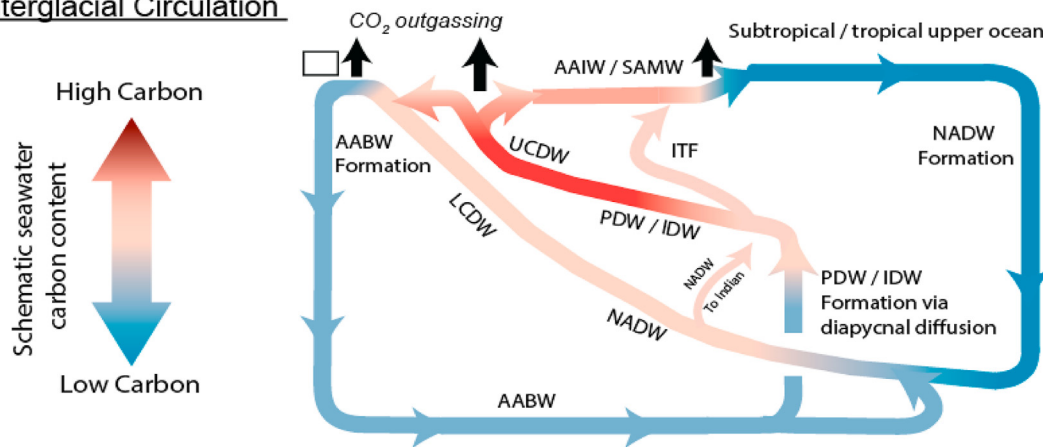 terglacial Circulation
CO2 outgassing
Subtropical / tropical upper ocean
High Carbon
AAIW / SAMW
AABW
Formation
UCDW
ITF
NADW
Formation
Schematic seawater
carbon content
LCDW
PDW / IDW
NADW
To Indian
PDW / IDW
Formation via
diapycnal diffusion
NADW
Low Carbon
AABW